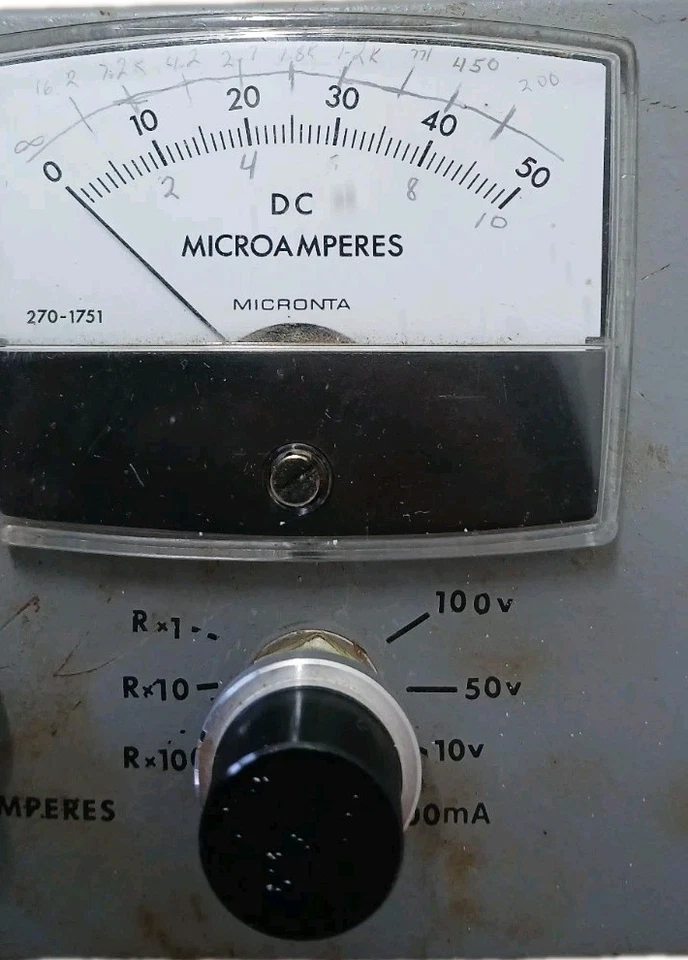 16.2 7.2K 4.2 2.7 1.8K 1.2K 711 450 200
∞
0 10 20 30 40 50
2 4 8 10
DC
MICROAMPERES
MICRONTA
270-1751
R×1 100v
R×10 50v
10v
MPERES